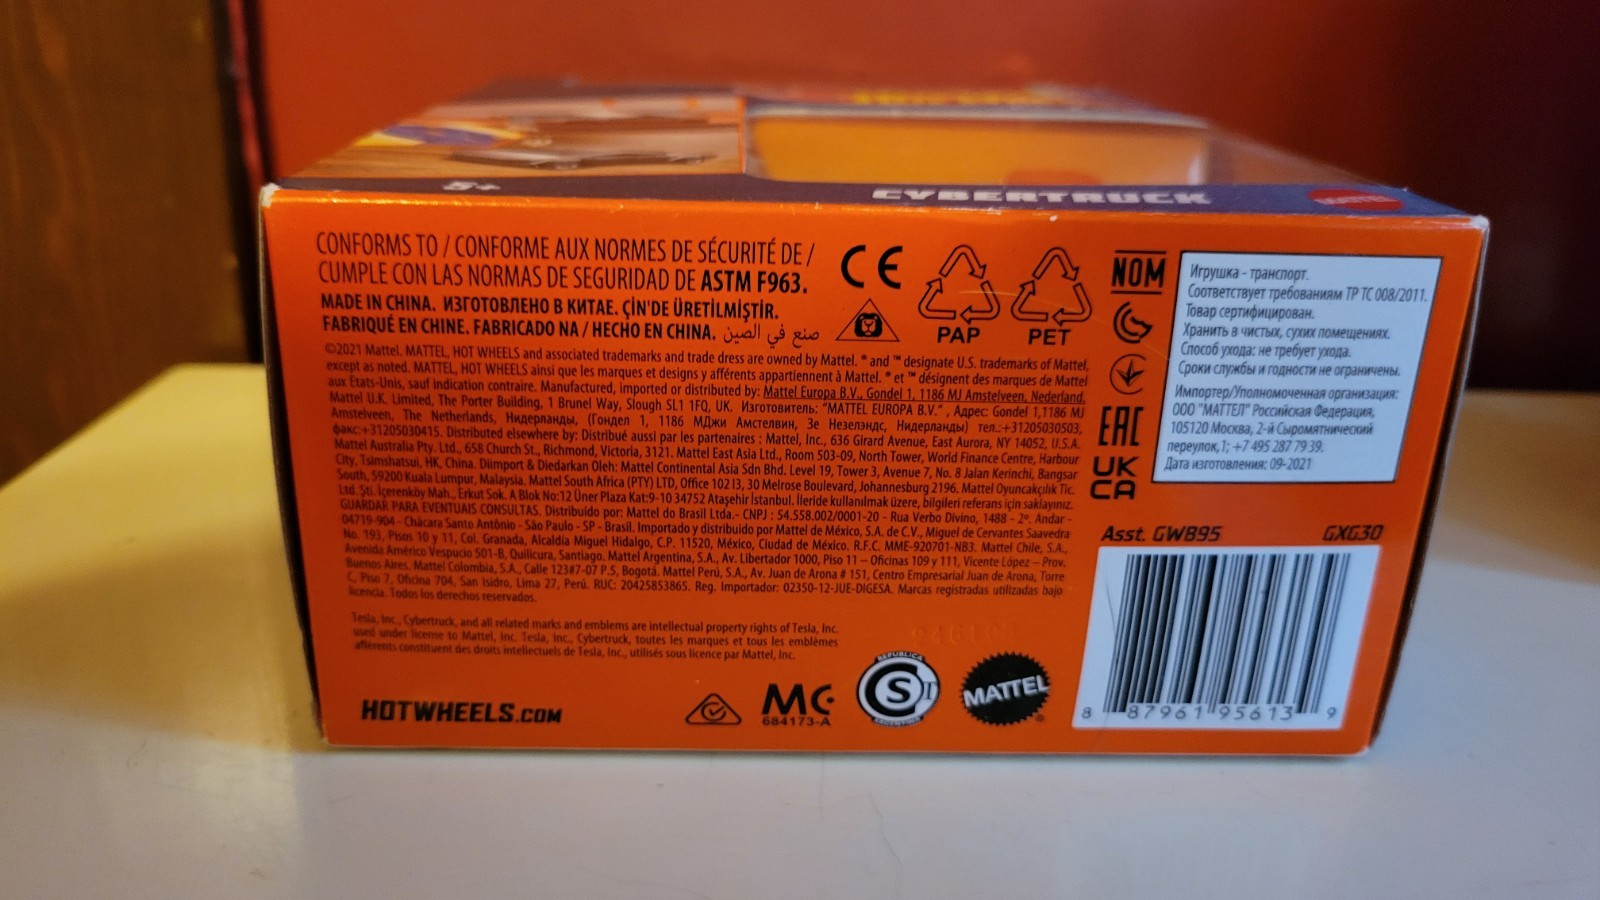 5+
CYBERTRUCK
MATTEL
CONFORMS TO / CONFORME AUX NORMES DE SÉCURITÉ DE /
CUMPLE CON LAS NORMAS DE SEGURIDAD DE ASTM F963.
MADE IN CHINA. ИЗГОТОВЛЕНО В КИТАЕ. ÇİN'DE ÜRETİLMİŞTİR.
FABRIQUÉ EN CHINE. FABRICADO NA / HECHO EN CHINA. صنع في الصين
©2021 Mattel. MATTEL, HOT WHEELS and associated trademarks and trade dress are owned by Mattel. ® and ™ designate U.S. trademarks of Mattel,
except as noted. MATTEL, HOT WHEELS ainsi que les marques et designs y afférents appartiennent à Mattel. ® et ™ désignent des marques de Mattel
aux États-Unis, sauf indication contraire. Manufactured, imported or distributed by: Mattel Europa B.V., Gondel 1, 1186 MJ Amstelveen, Nederland.
Mattel U.K. Limited, The Porter Building, 1 Brunel Way, Slough SL1 1FQ, UK. Изготовитель: "MATTEL EUROPA B.V.", Адрес: Gondel 1,1186 MJ
Amstelveen, The Netherlands, Нидерланды, (Гондел 1, 1186 МДжи Амстелвин, Зе Незелэндс, Нидерланды) тел.:+31205030503,
факс:+31205030415. Distributed elsewhere by: Distribué aussi par les partenaires : Mattel, Inc., 636 Girard Avenue, East Aurora, NY 14052, U.S.A.
Mattel Australia Pty. Ltd., 658 Church St., Richmond, Victoria, 3121. Mattel East Asia Ltd., Room 503-09, North Tower, World Finance Centre, Harbour
City, Tsimshatsui, HK, China. Diimport & Diedarkan Oleh: Mattel Continental Asia Sdn Bhd. Level 19, Tower 3, Avenue 7, No. 8 Jalan Kerinchi, Bangsar
South, 59200 Kuala Lumpur, Malaysia. Mattel South Africa (PTY) LTD, Office 102 I3, 30 Melrose Boulevard, Johannesburg 2196. Mattel Oyuncakçılık Tic.
Ltd. Şti. İçerenköy Mah., Erkut Sok. A Blok No:12 Üner Plaza Kat:9-10 34752 Ataşehir İstanbul. İleride kullanılmak üzere, bilgileri referans için saklayınız.
GUARDAR PARA EVENTUAIS CONSULTAS. Distribuído por: Mattel do Brasil Ltda.- CNPJ : 54.558.002/0001-20 - Rua Verbo Divino, 1488 - 2º. Andar -
04719-904 - Chácara Santo Antônio - São Paulo - SP - Brasil. Importado y distribuido por Mattel de México, S.A. de C.V., Miguel de Cervantes Saavedra
No. 193, Pisos 10 y 11, Col. Granada, Alcaldía Miguel Hidalgo, C.P. 11520, México, Ciudad de México. R.F.C. MME-920701-NB3. Mattel Chile, S.A.,
Avenida Américo Vespucio 501-B, Quilicura, Santiago. Mattel Argentina, S.A., Av. Libertador 1000, Piso 11 – Oficinas 109 y 111, Vicente López – Prov.
Buenos Aires. Mattel Colombia, S.A., Calle 123#7-07 P.5, Bogotá. Mattel Perú, S.A., Av. Juan de Arona # 151, Centro Empresarial Juan de Arona, Torre
C, Piso 7, Oficina 704, San Isidro, Lima 27, Perú. RUC: 20425853865. Reg. Importador: 02350-12-JUE-DIGESA. Marcas registradas utilizadas bajo
licencia. Todos los derechos reservados.
Tesla, Inc., Cybertruck, and all related marks and emblems are intellectual property rights of Tesla, Inc.
used under license to Mattel, Inc. Tesla, Inc., Cybertruck, toutes les marques et tous les emblèmes
afférents constituent des droits intellectuels de Tesla, Inc., utilisés sous licence par Mattel, Inc.
HOTWHEELS.COM
MC
684173-A
REPUBLICA
S
ARGENTINA
MATTEL®
CE
PAP
PET
NOM
EAC
UK
CA
Игрушка - транспорт.
Соответствует требованиям ТР ТС 008/2011.
Товар сертифицирован.
Хранить в чистых, сухих помещениях.
Способ ухода: не требует ухода.
Сроки службы и годности не ограничены.
Импортер/Уполномоченная организация:
ООО "МАТТЕЛ" Российская Федерация,
105120 Москва, 2-й Сыромятнический
переулок,1; +7 495 287 79 39.
Дата изготовления: 09-2021
Asst. GWB95 GXG30
8 87961 95613 9